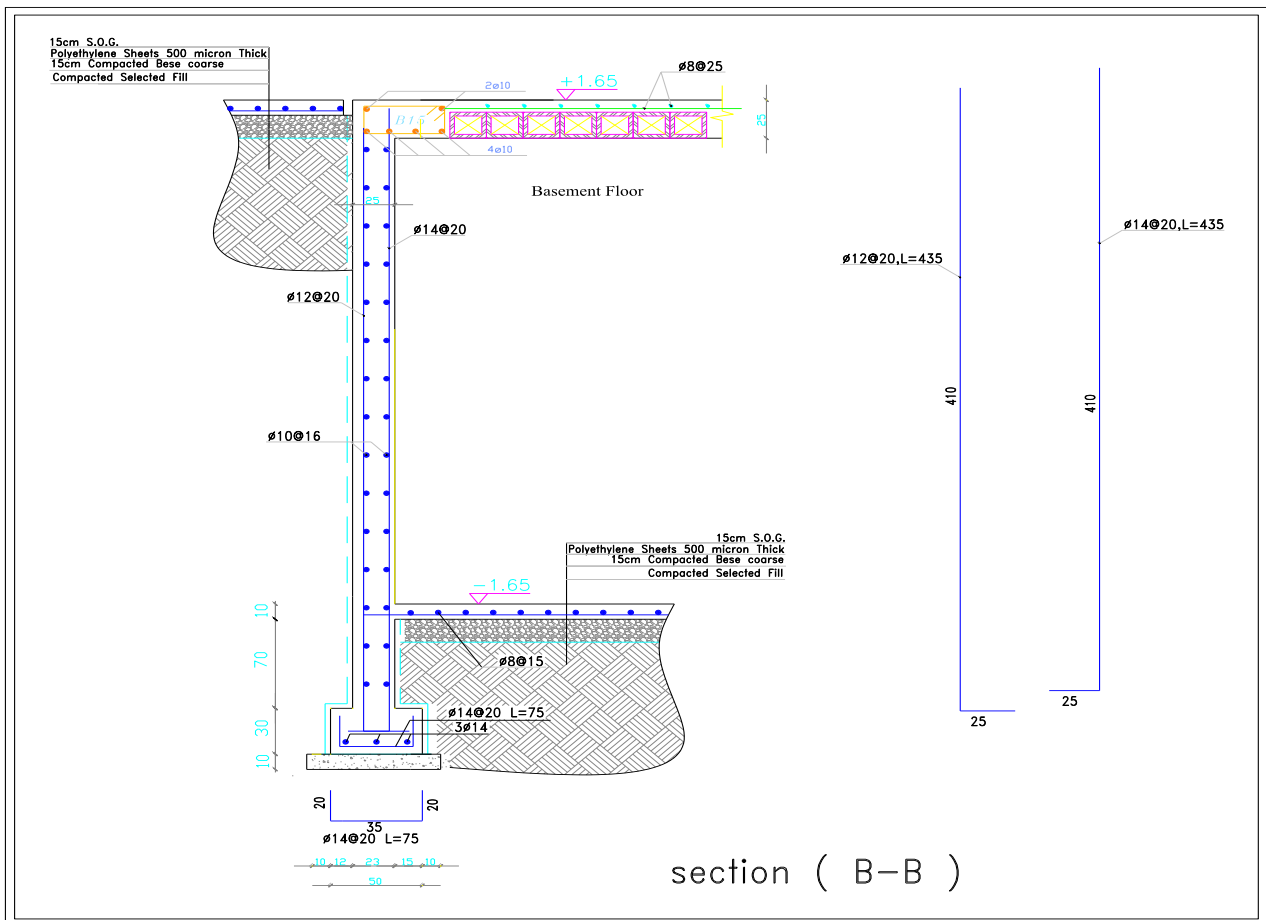 15cm S.O.G.
Polyethylene Sheets 500 micron Thick
15cm Compacted Bese coarse
Compacted Selected Fill
ø8@25
+1.65
2ø10
B15
25
4ø10
Basement Floor
25
ø14@20
ø14@20,L=435
ø12@20,L=435
ø12@20
410
410
ø10@16
15cm S.O.G.
Polyethylene Sheets 500 micron Thick
15cm Compacted Bese coarse
Compacted Selected Fill
-1.65
10
70
ø8@15
25
25
ø14@20 L=75
3ø14
30
10
20
20
35
ø14@20 L=75
10 12 23 15 10
50
section ( B-B )